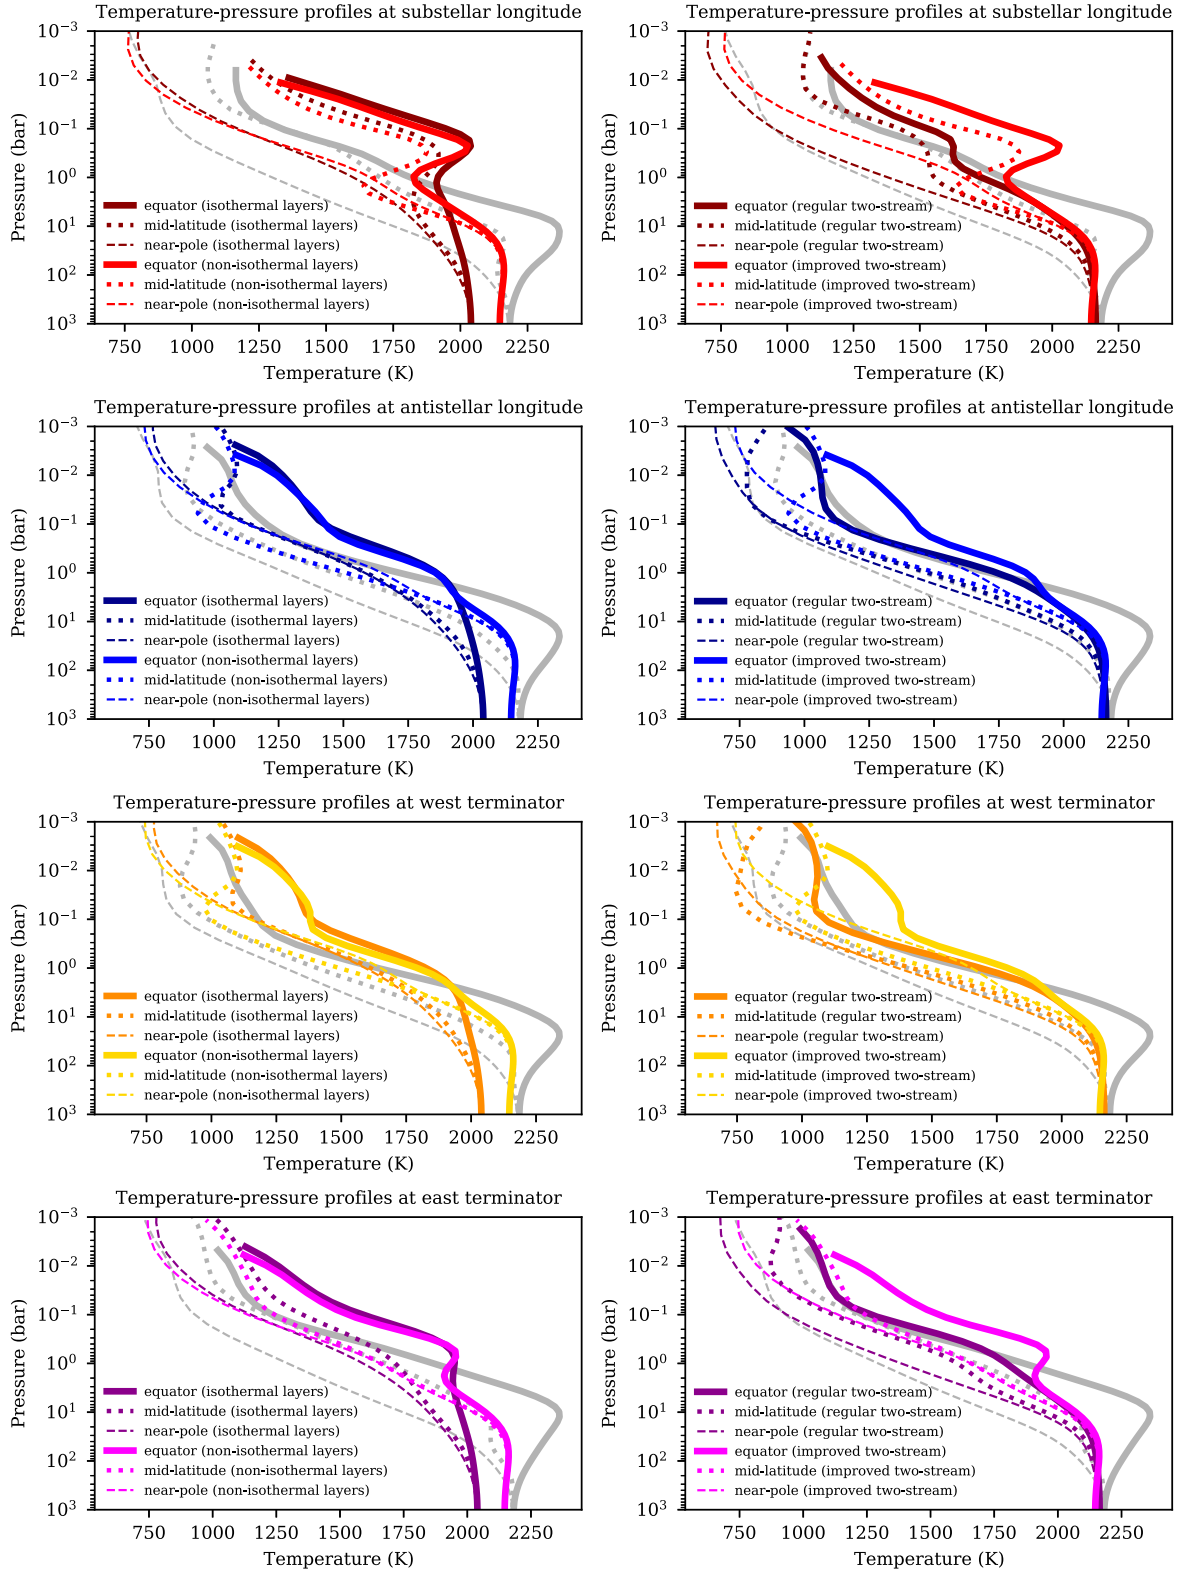 Temperature-pressure profiles at substellar longitude
10⁻³
10⁻²
10⁻¹
10⁰
10¹
10²
10³
Pressure (bar)
equator (isothermal layers)
mid-latitude (isothermal layers)
near-pole (isothermal layers)
equator (non-isothermal layers)
mid-latitude (non-isothermal layers)
near-pole (non-isothermal layers)
750 1000 1250 1500 1750 2000 2250
Temperature (K)
Temperature-pressure profiles at substellar longitude
10⁻³
10⁻²
10⁻¹
10⁰
10¹
10²
10³
Pressure (bar)
equator (regular two-stream)
mid-latitude (regular two-stream)
near-pole (regular two-stream)
equator (improved two-stream)
mid-latitude (improved two-stream)
near-pole (improved two-stream)
750 1000 1250 1500 1750 2000 2250
Temperature (K)
Temperature-pressure profiles at antistellar longitude
10⁻³
10⁻²
10⁻¹
10⁰
10¹
10²
10³
Pressure (bar)
equator (isothermal layers)
mid-latitude (isothermal layers)
near-pole (isothermal layers)
equator (non-isothermal layers)
mid-latitude (non-isothermal layers)
near-pole (non-isothermal layers)
750 1000 1250 1500 1750 2000 2250
Temperature (K)
Temperature-pressure profiles at antistellar longitude
10⁻³
10⁻²
10⁻¹
10⁰
10¹
10²
10³
Pressure (bar)
equator (regular two-stream)
mid-latitude (regular two-stream)
near-pole (regular two-stream)
equator (improved two-stream)
mid-latitude (improved two-stream)
near-pole (improved two-stream)
750 1000 1250 1500 1750 2000 2250
Temperature (K)
Temperature-pressure profiles at west terminator
10⁻³
10⁻²
10⁻¹
10⁰
10¹
10²
10³
Pressure (bar)
equator (isothermal layers)
mid-latitude (isothermal layers)
near-pole (isothermal layers)
equator (non-isothermal layers)
mid-latitude (non-isothermal layers)
near-pole (non-isothermal layers)
750 1000 1250 1500 1750 2000 2250
Temperature (K)
Temperature-pressure profiles at west terminator
10⁻³
10⁻²
10⁻¹
10⁰
10¹
10²
10³
Pressure (bar)
equator (regular two-stream)
mid-latitude (regular two-stream)
near-pole (regular two-stream)
equator (improved two-stream)
mid-latitude (improved two-stream)
near-pole (improved two-stream)
750 1000 1250 1500 1750 2000 2250
Temperature (K)
Temperature-pressure profiles at east terminator
10⁻³
10⁻²
10⁻¹
10⁰
10¹
10²
10³
Pressure (bar)
equator (isothermal layers)
mid-latitude (isothermal layers)
near-pole (isothermal layers)
equator (non-isothermal layers)
mid-latitude (non-isothermal layers)
near-pole (non-isothermal layers)
750 1000 1250 1500 1750 2000 2250
Temperature (K)
Temperature-pressure profiles at east terminator
10⁻³
10⁻²
10⁻¹
10⁰
10¹
10²
10³
Pressure (bar)
equator (regular two-stream)
mid-latitude (regular two-stream)
near-pole (regular two-stream)
equator (improved two-stream)
mid-latitude (improved two-stream)
near-pole (improved two-stream)
750 1000 1250 1500 1750 2000 2250
Temperature (K)